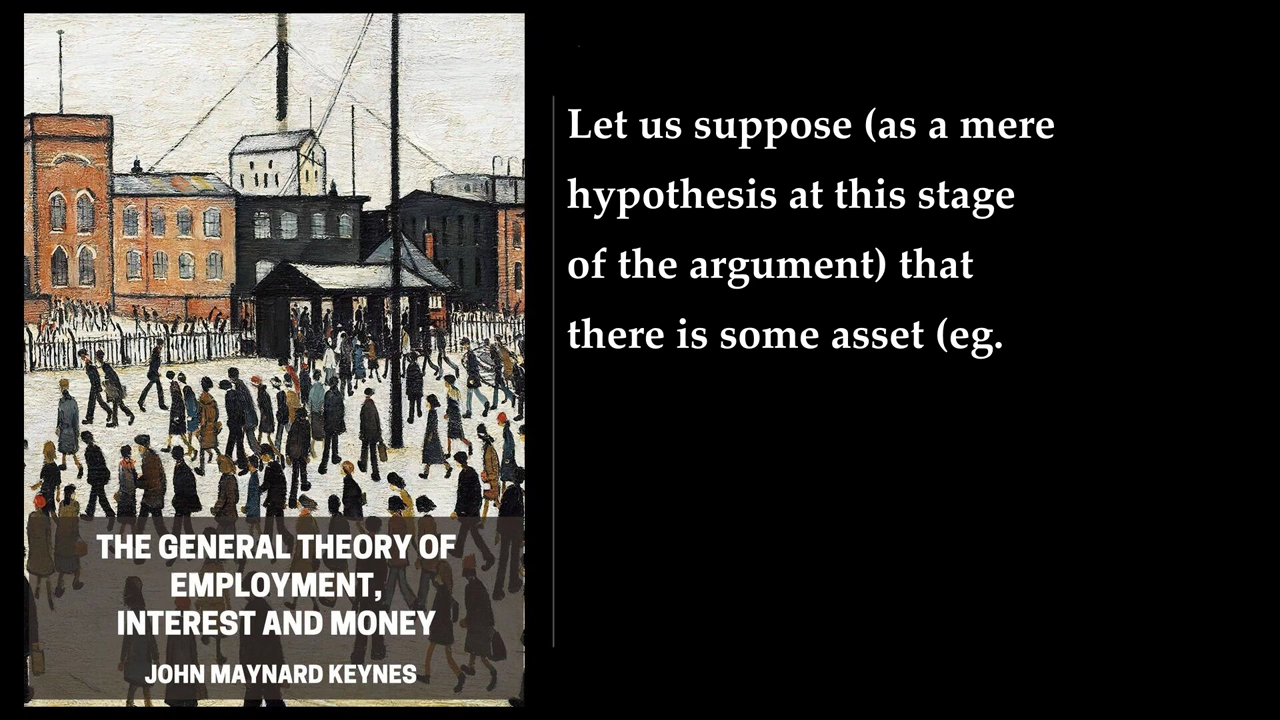 Let us suppose (as a mere
hypothesis at this stage
of the argument) that
there is some asset (eg.
THE GENERAL THEORY OF
EMPLOYMENT,
INTEREST AND MONEY
JOHN MAYNARD KEYNES